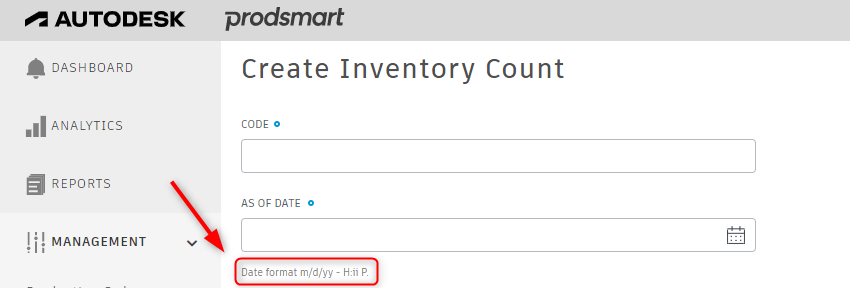 AUTODESK prodsmart
DASHBOARD
ANALYTICS
REPORTS
MANAGEMENT
Create Inventory Count
CODE
AS OF DATE
Date format m/d/yy - H:ii P.